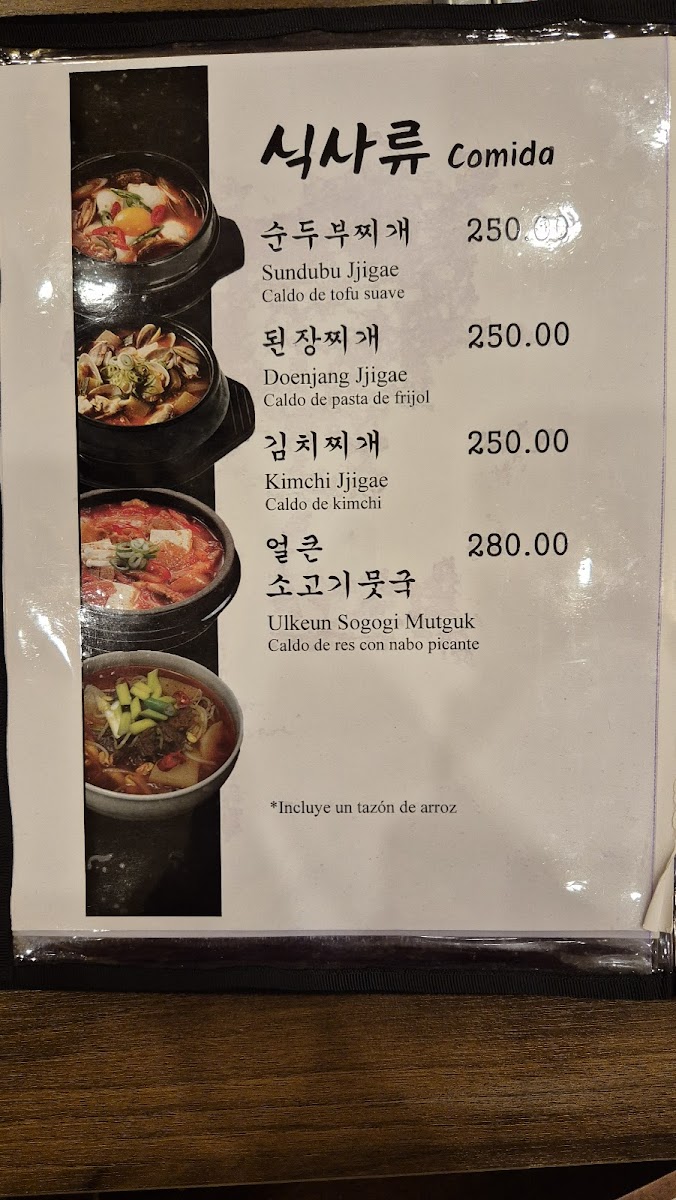 식사류 Comida
순두부찌개 250.00
Sundubu Jjigae
Caldo de tofu suave
된장찌개 250.00
Doenjang Jjigae
Caldo de pasta de frijol
김치찌개 250.00
Kimchi Jjigae
Caldo de kimchi
얼큰 280.00
소고기뭇국
Ulkeun Sogogi Mutguk
Caldo de res con nabo picante
*Incluye un tazón de arroz